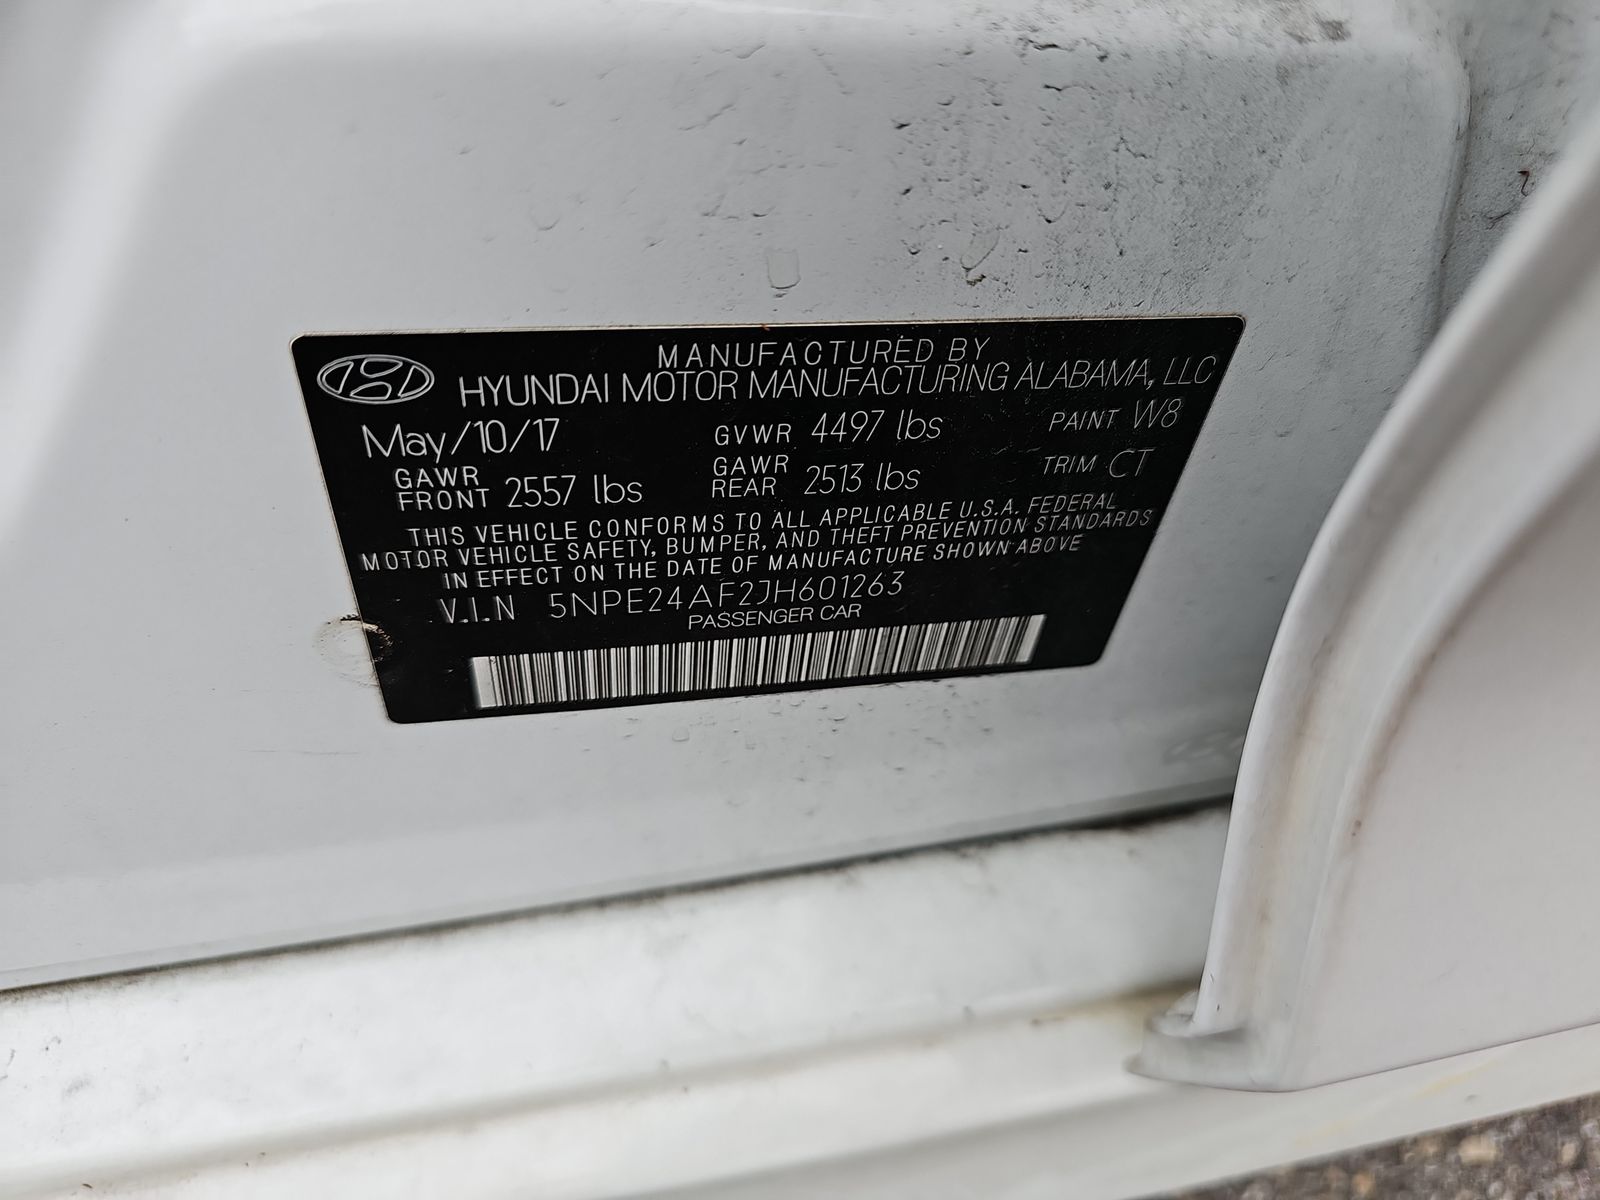 MANUFACTURED BY
HYUNDAI MOTOR MANUFACTURING ALABAMA, LLC
May/10/17 GVWR 4497 lbs PAINT W8
GAWR FRONT 2557 lbs GAWR REAR 2513 lbs TRIM CT
THIS VEHICLE CONFORMS TO ALL APPLICABLE U.S.A. FEDERAL
MOTOR VEHICLE SAFETY, BUMPER, AND THEFT PREVENTION STANDARDS
IN EFFECT ON THE DATE OF MANUFACTURE SHOWN ABOVE
V.I.N 5NPE24AF2JH601263
PASSENGER CAR